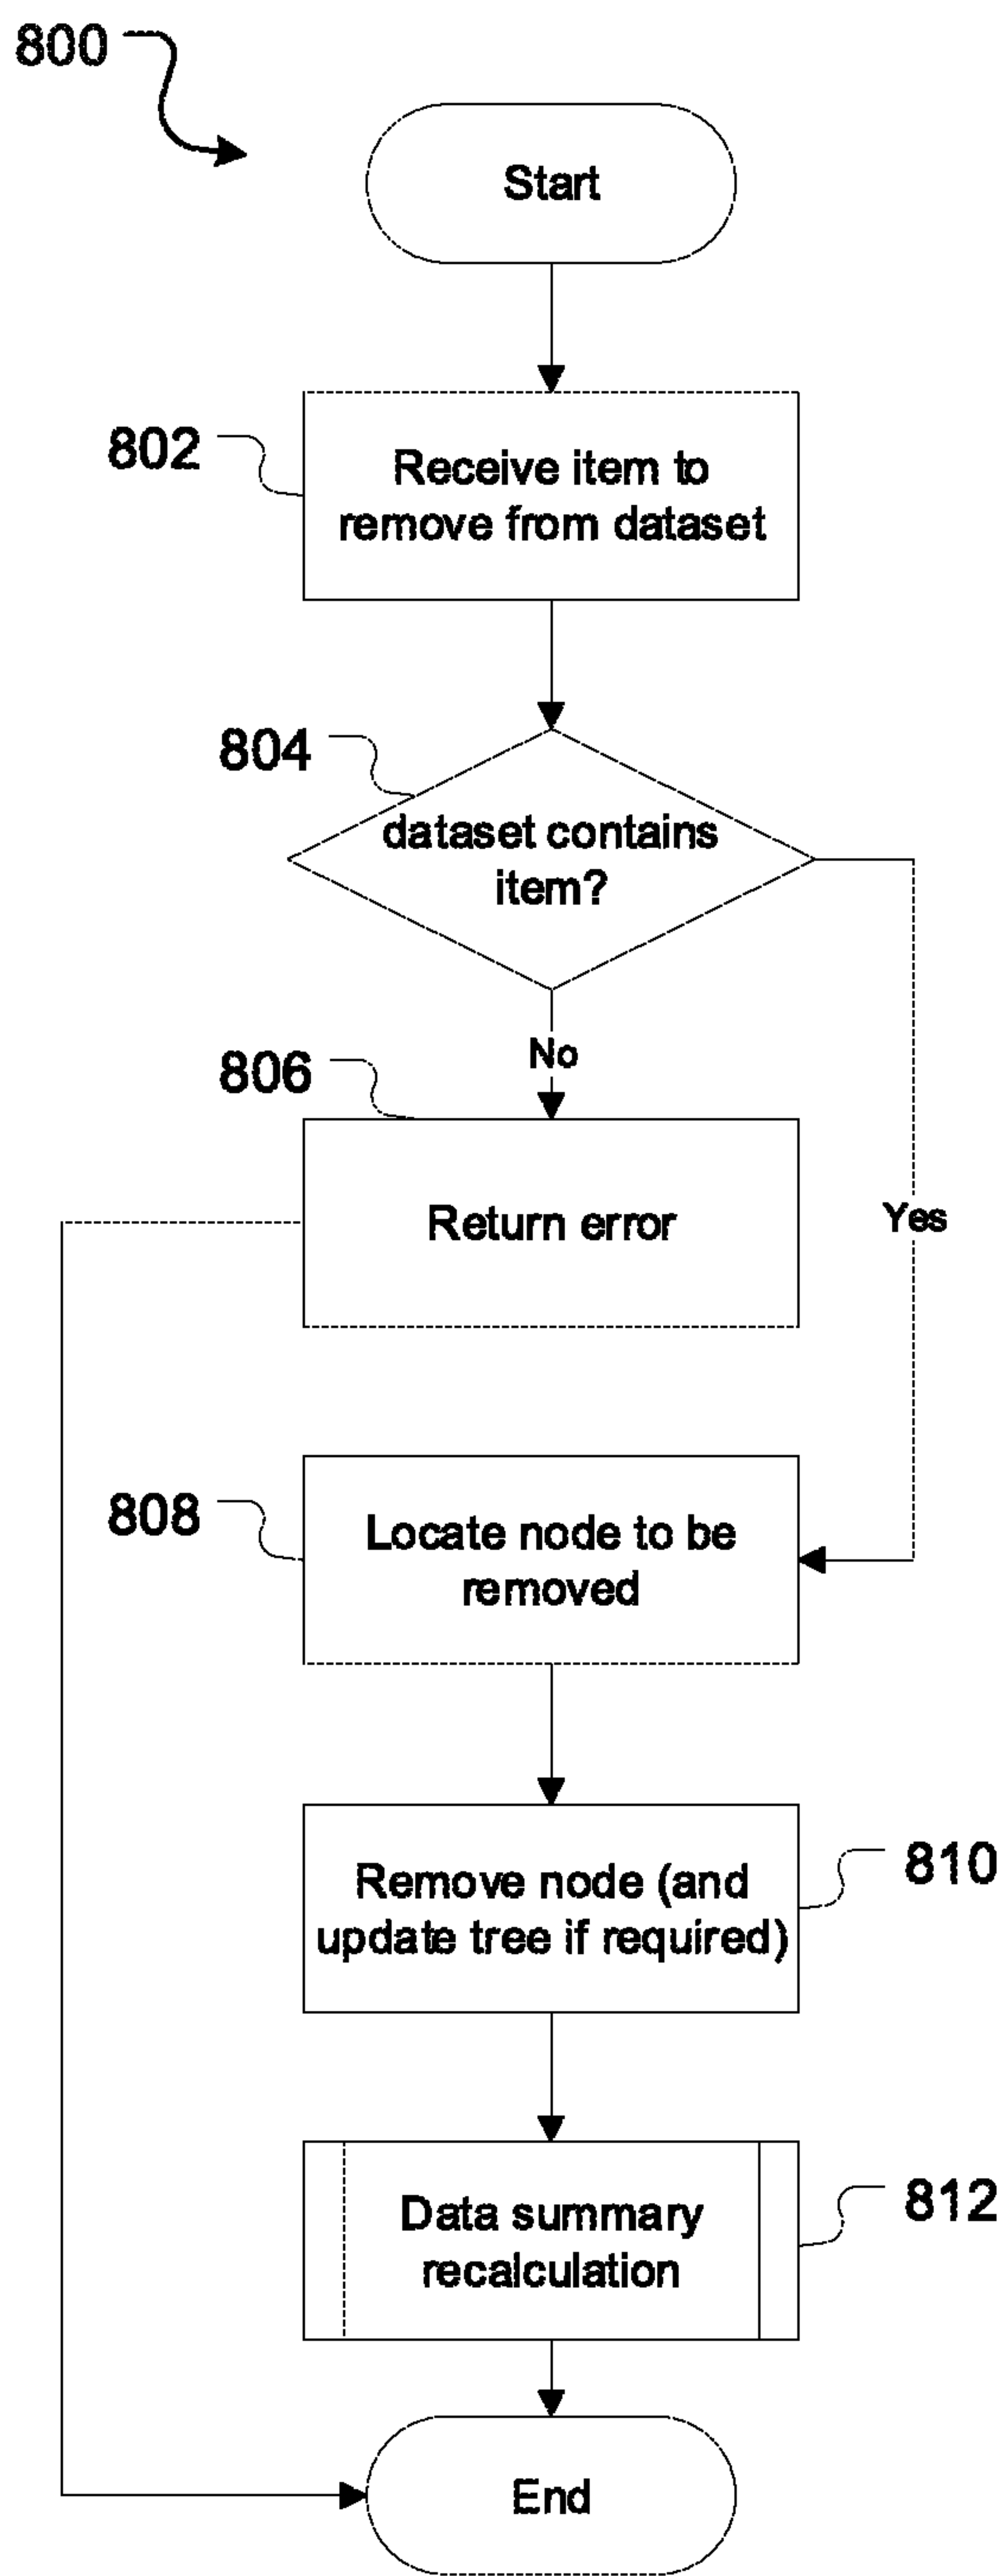 800
Start
802
Receive item to
remove from dataset
804
dataset contains
item?
No
806
Return error
Yes
808
Locate node to be
removed
Remove node (and
update tree if required)
810
Data summary
recalculation
812
End